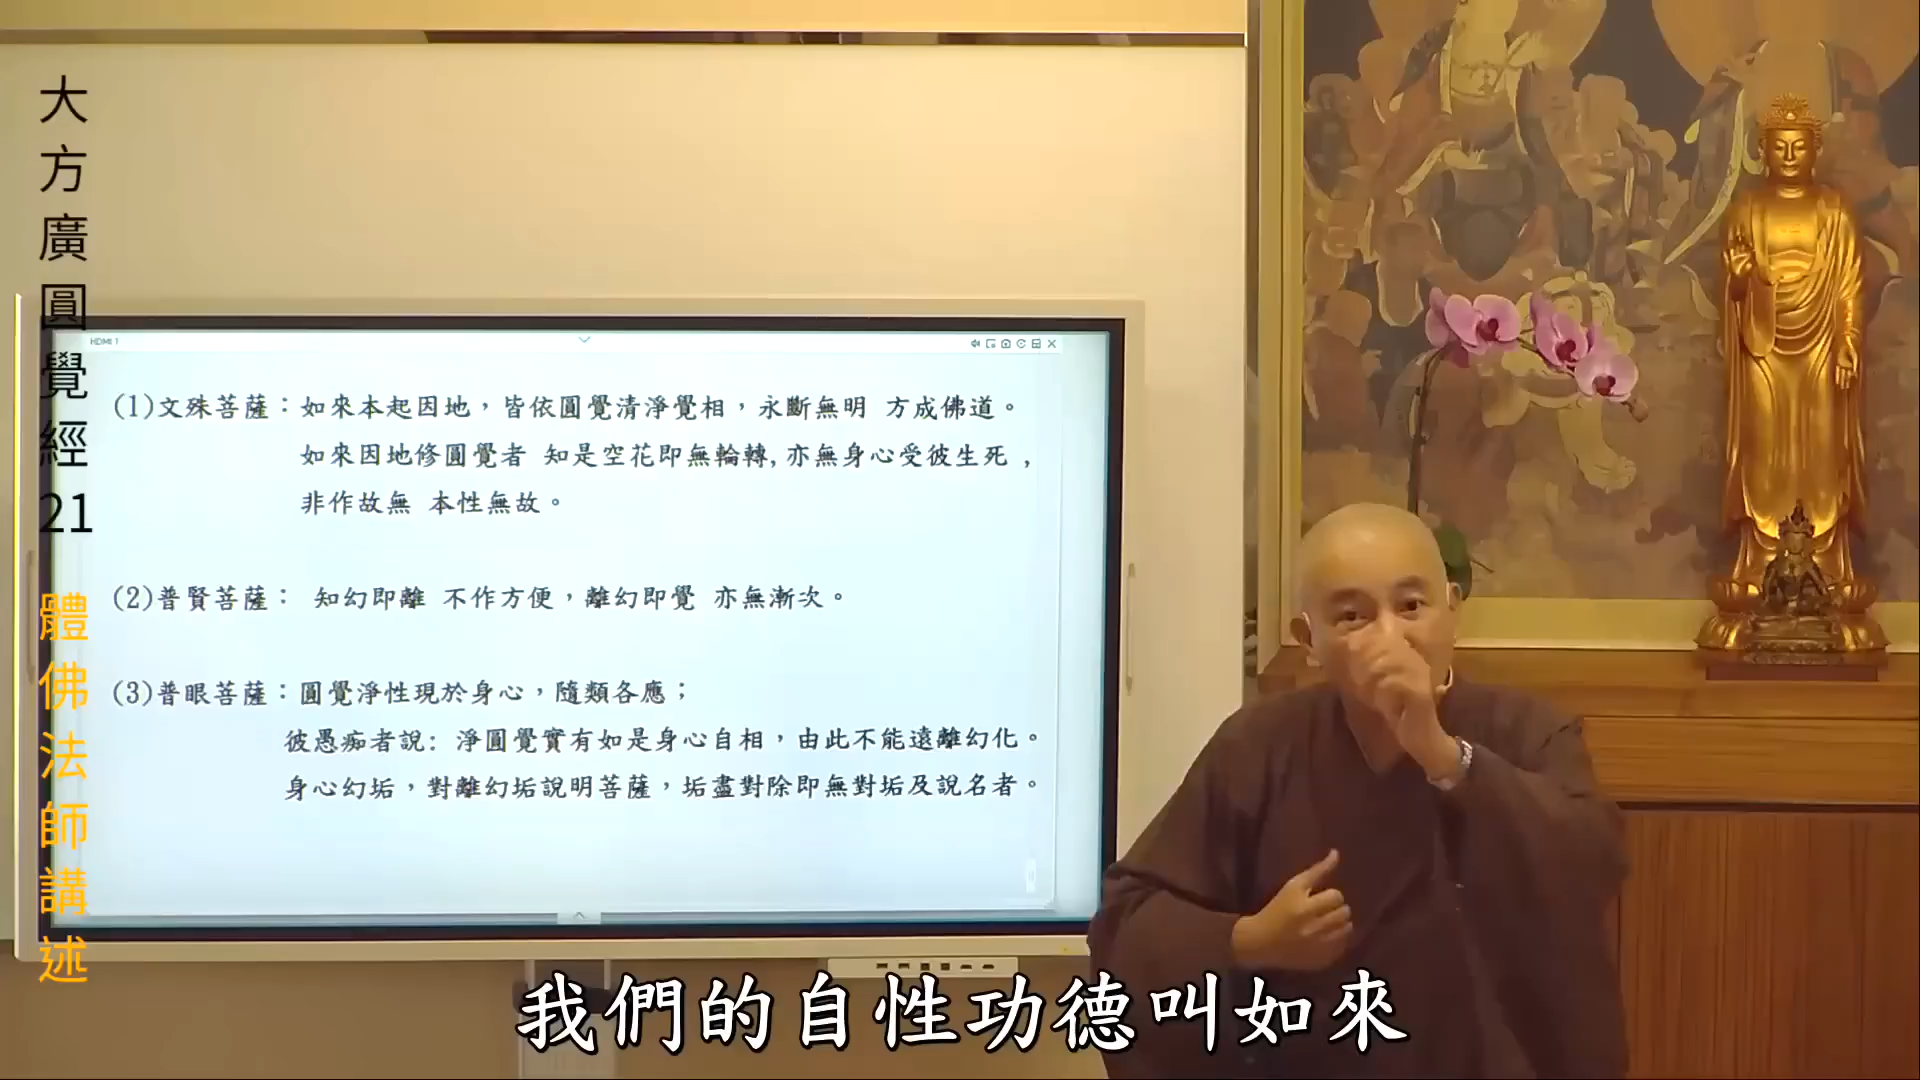 大方廣圓覺經21 體佛法師講述
HDMI 1
(1)文殊菩薩：如來本起因地，皆依圓覺清淨覺相，永斷無明 方成佛道。
如來因地修圓覺者 知是空花即無輪轉,亦無身心受彼生死 ,
非作故無 本性無故。
(2)普賢菩薩： 知幻即離 不作方便，離幻即覺 亦無漸次。
(3)普眼菩薩：圓覺淨性現於身心，隨類各應；
彼愚痴者說: 淨圓覺實有如是身心自相，由此不能遠離幻化。
身心幻垢，對離幻垢說明菩薩，垢盡對除即無對垢及說名者。
我們的自性功德叫如來